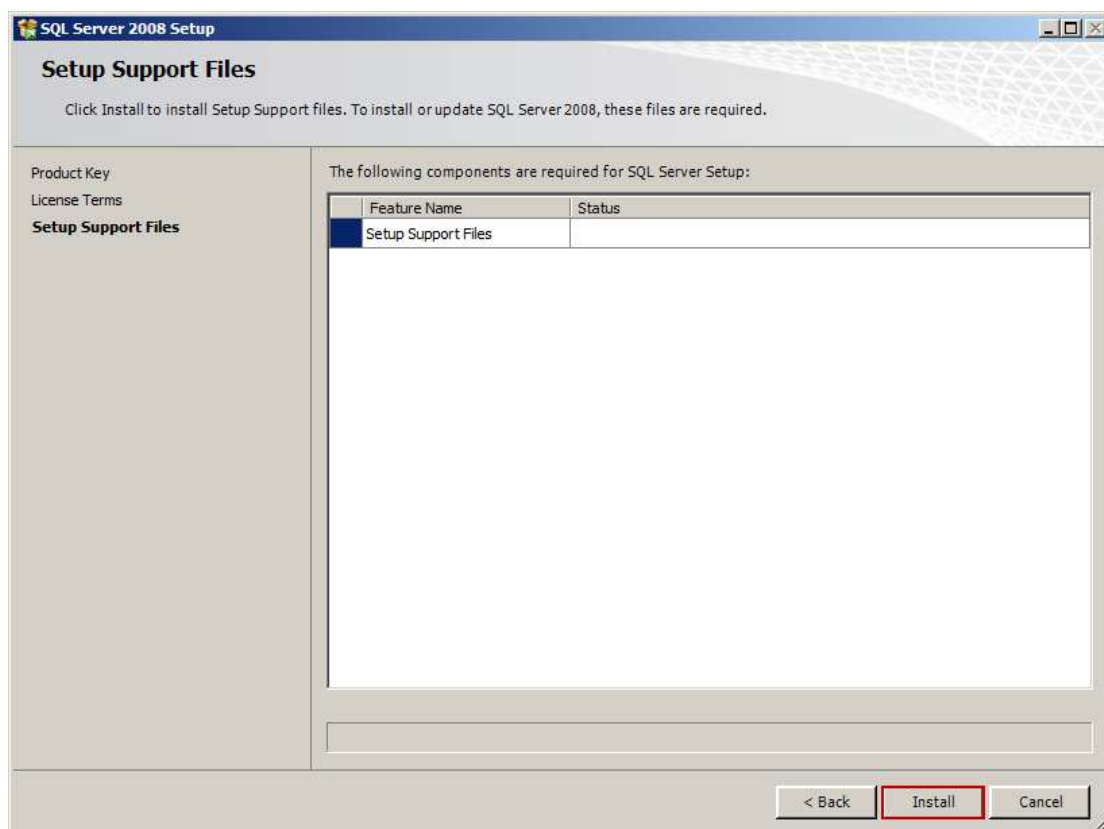 SQL Server 2008 Setup
Setup Support Files
Click Install to install Setup Support files. To install or update SQL Server 2008, these files are required.
Product Key
License Terms
Setup Support Files
The following components are required for SQL Server Setup:
Feature Name Status
Setup Support Files
< Back Install Cancel